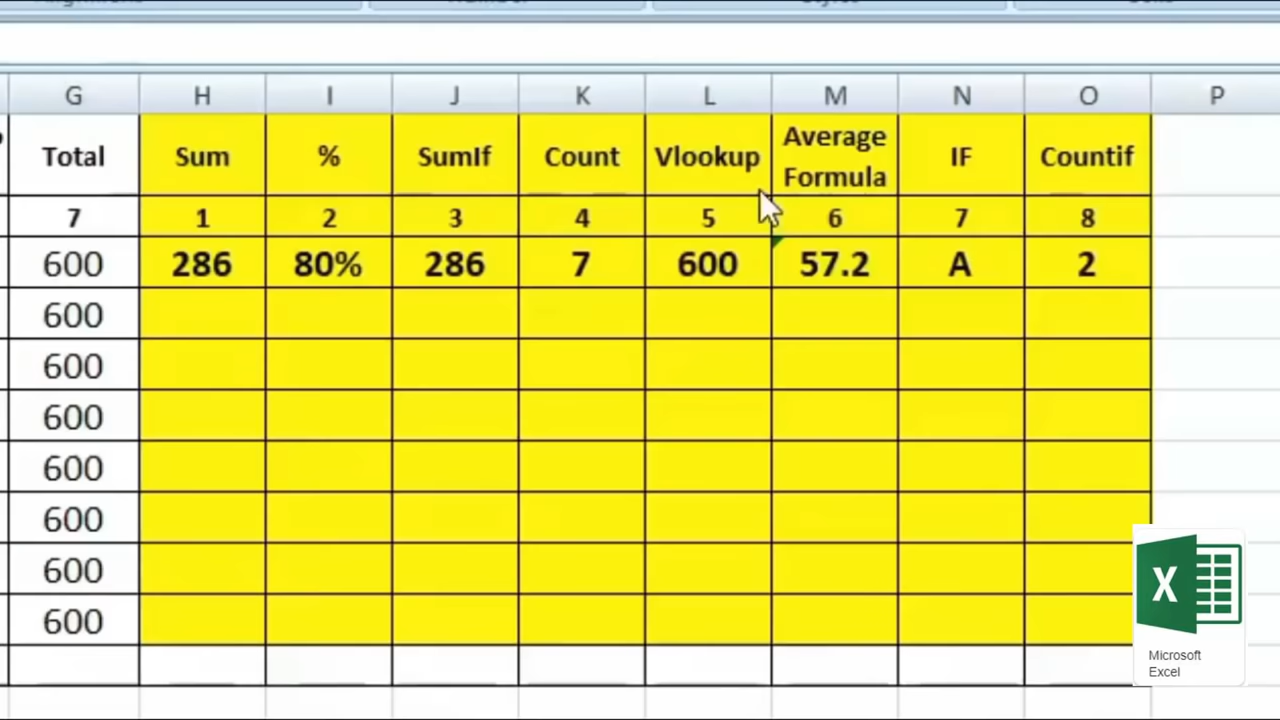 G H I J K L M N O P
Total Sum % SumIf Count Vlookup Average Formula IF Countif
7 1 2 3 4 5 6 7 8
600 286 80% 286 7 600 57.2 A 2
600
600
600
600
600
600
600
X
Microsoft
Excel